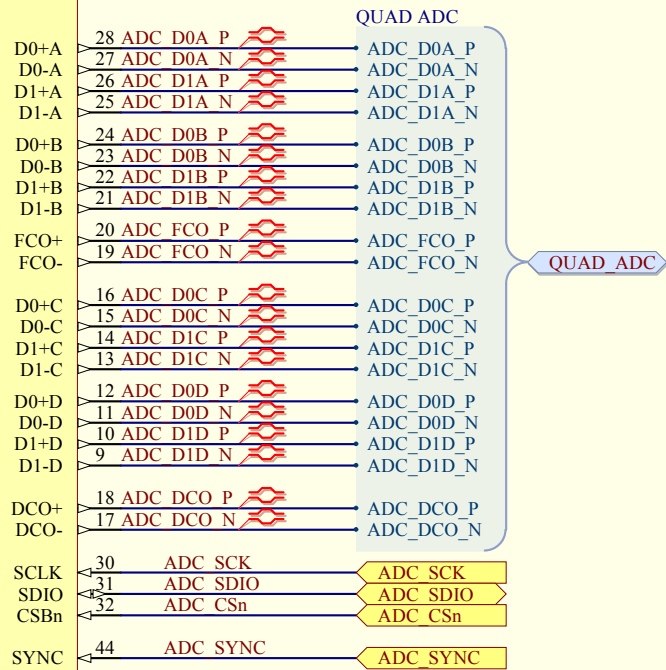 QUAD ADC
D0+A 28 ADC_D0A_P ADC_D0A_P
D0-A 27 ADC_D0A_N ADC_D0A_N
D1+A 26 ADC_D1A_P ADC_D1A_P
D1-A 25 ADC_D1A_N ADC_D1A_N
D0+B 24 ADC_D0B_P ADC_D0B_P
D0-B 23 ADC_D0B_N ADC_D0B_N
D1+B 22 ADC_D1B_P ADC_D1B_P
D1-B 21 ADC_D1B_N ADC_D1B_N
FCO+ 20 ADC_FCO_P ADC_FCO_P
FCO- 19 ADC_FCO_N ADC_FCO_N QUAD_ADC
D0+C 16 ADC_D0C_P ADC_D0C_P
D0-C 15 ADC_D0C_N ADC_D0C_N
D1+C 14 ADC_D1C_P ADC_D1C_P
D1-C 13 ADC_D1C_N ADC_D1C_N
D0+D 12 ADC_D0D_P ADC_D0D_P
D0-D 11 ADC_D0D_N ADC_D0D_N
D1+D 10 ADC_D1D_P ADC_D1D_P
D1-D 9 ADC_D1D_N ADC_D1D_N
DCO+ 18 ADC_DCO_P ADC_DCO_P
DCO- 17 ADC_DCO_N ADC_DCO_N
SCLK 30 ADC_SCK ADC_SCK
SDIO 31 ADC_SDIO ADC_SDIO
CSBn 32 ADC_CSn ADC_CSn
SYNC 44 ADC_SYNC ADC_SYNC